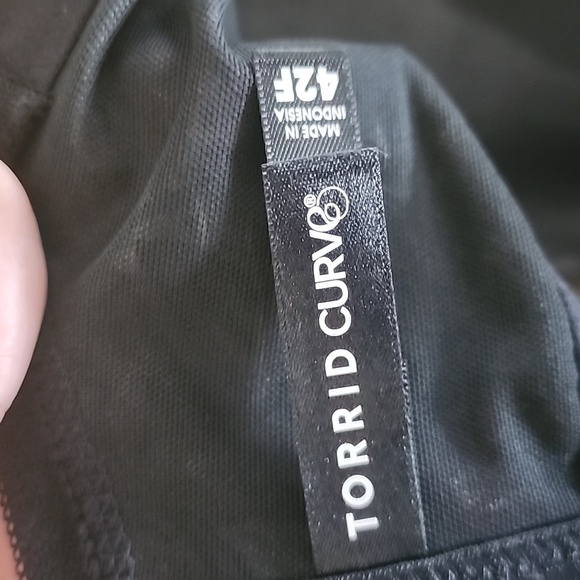 42F
MADE IN
INDONESIA
TORRID CURVE®